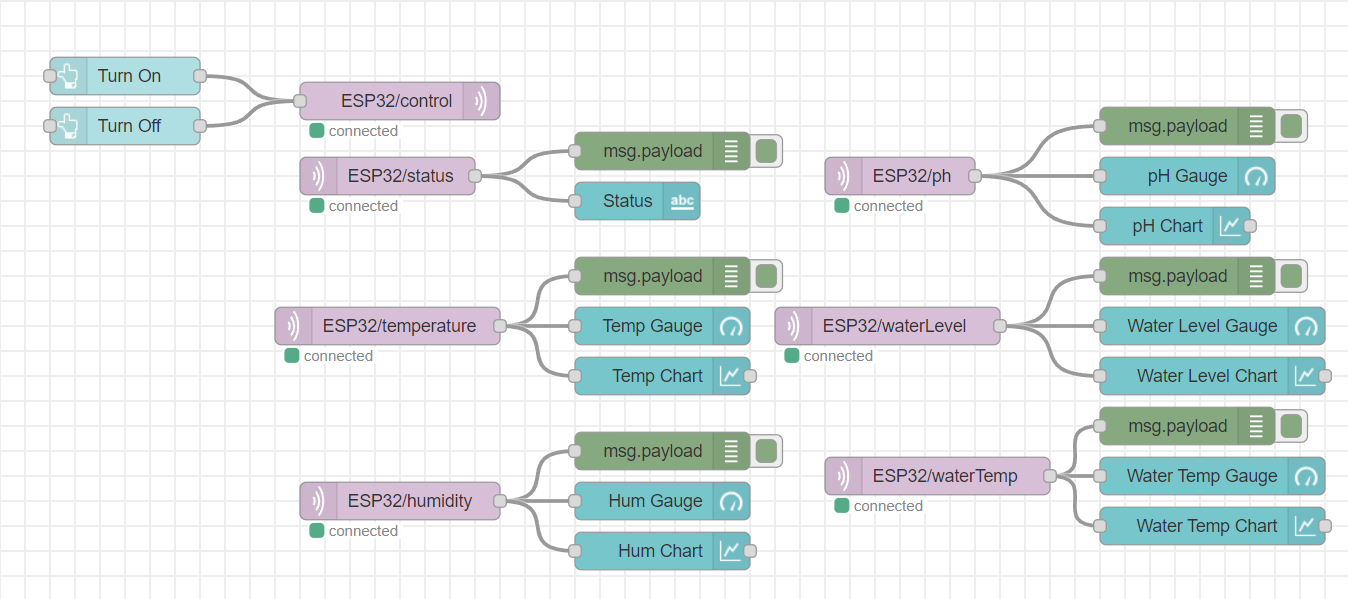 Turn On
Turn Off
ESP32/control
connected
ESP32/status
connected
msg.payload
Status
abc
ESP32/temperature
connected
msg.payload
Temp Gauge
Temp Chart
ESP32/humidity
connected
msg.payload
Hum Gauge
Hum Chart
ESP32/ph
connected
msg.payload
pH Gauge
pH Chart
ESP32/waterLevel
connected
msg.payload
Water Level Gauge
Water Level Chart
ESP32/waterTemp
connected
msg.payload
Water Temp Gauge
Water Temp Chart